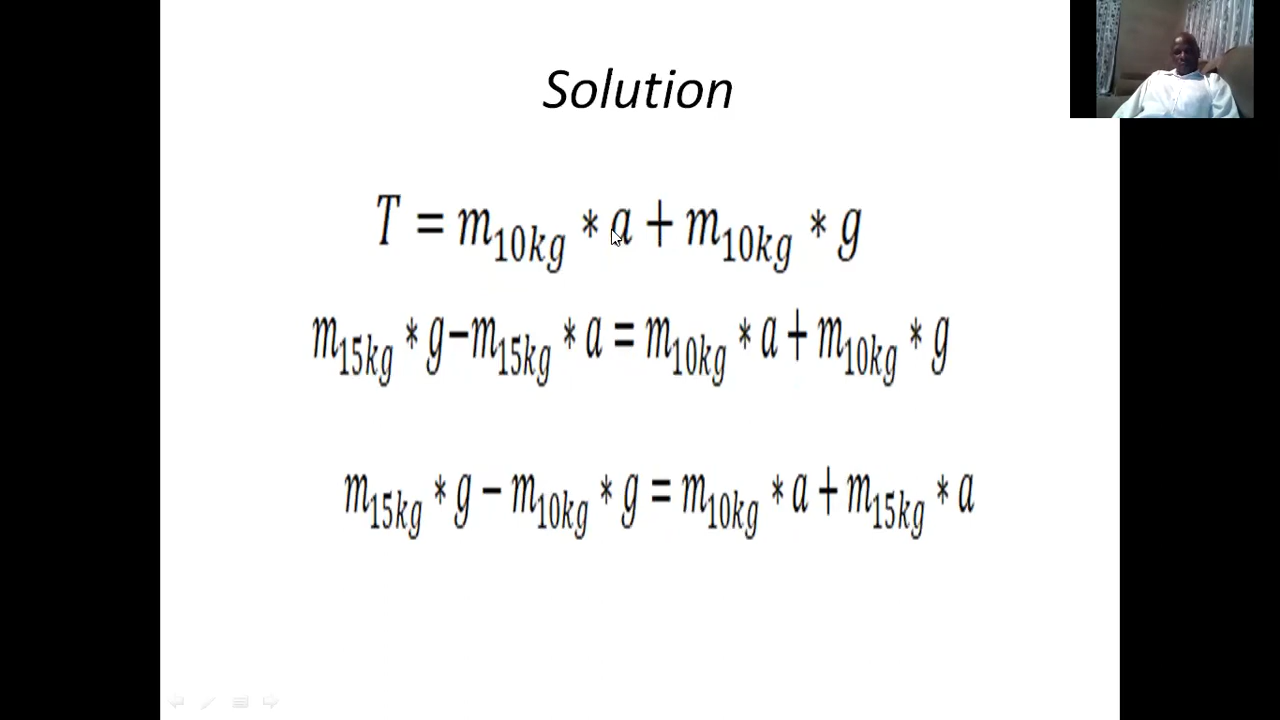 Solution
T = m₁₀kg * a + m₁₀kg * g
m₁₅kg * g − m₁₅kg * a = m₁₀kg * a + m₁₀kg * g
m₁₅kg * g − m₁₀kg * g = m₁₀kg * a + m₁₅kg * a